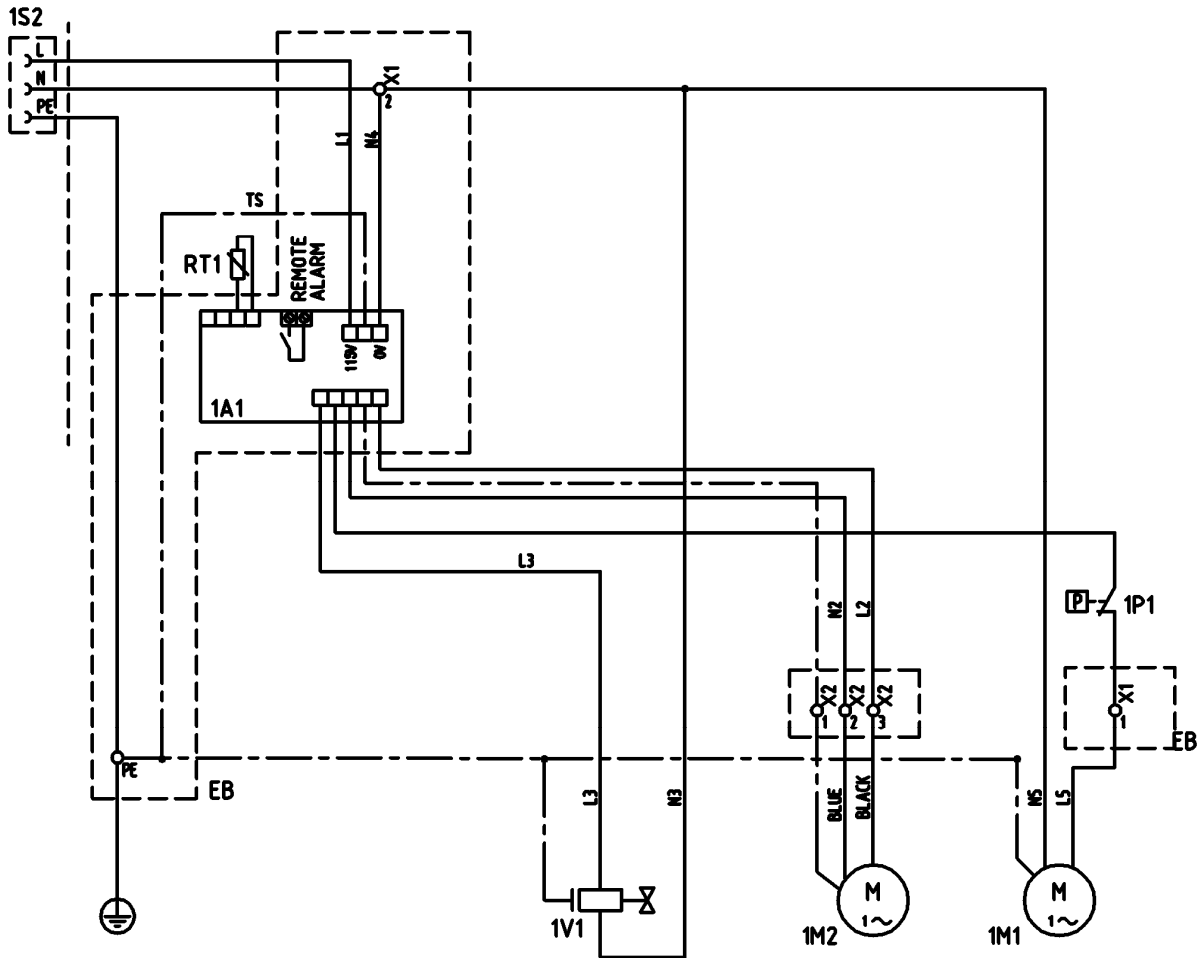 1S2
L
N
PE
X1
2
L1
N4
TS
RT1
REMOTE
ALARM
115V
0V
1A1
L3
N2
L2
P
1P1
X2
X2
X2
1
2
3
X1
1
EB
PE
EB
L3
N3
BLUE
BLACK
N5
L5
M
1~
M
1~
1V1
1M2
1M1